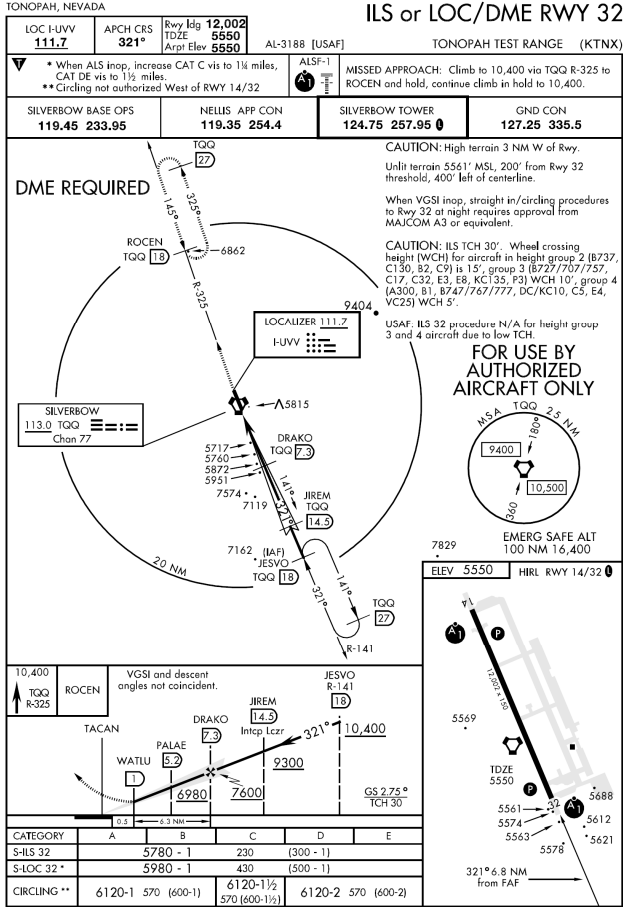 TONOPAH, NEVADA
ILS or LOC/DME RWY 32
LOC I-UVV
111.7
APCH CRS
321°
Rwy ldg 12,002
TDZE 5550
Arpt Elev 5550
AL-3188 [USAF]
TONOPAH TEST RANGE (KTNX)
T
* When ALS inop, increase CAT C vis to 1¼ miles,
CAT DE vis to 1½ miles.
** Circling not authorized West of RWY 14/32
ALSF-1
A1
MISSED APPROACH: Climb to 10,400 via TQQ R-325 to
ROCEN and hold, continue climb in hold to 10,400.
SILVERBOW BASE OPS
119.45 233.95
NELLIS APP CON
119.35 254.4
SILVERBOW TOWER
124.75 257.95 L
GND CON
127.25 335.5
DME REQUIRED
TQQ
27
145°
325°
ROCEN
TQQ 18
6862
R-325
CAUTION: High terrain 3 NM W of Rwy.
Unlit terrain 5561' MSL, 200' from Rwy 32
threshold, 400' left of centerline.
When VGSI inop, straight in/circling procedures
to Rwy 32 at night requires approval from
MAJCOM A3 or equivalent.
CAUTION: ILS TCH 30'. Wheel crossing
height (WCH) for aircraft in height group 2 (B737,
C130, B2, C9) is 15', group 3 (B727/707/757,
C17, C32, E3, E8, KC135, P3) WCH 10', group 4
(A300, B1, B747/767/777, DC/KC10, C5, E4,
VC25) WCH 5'.
USAF: ILS 32 procedure N/A for height group
3 and 4 aircraft due to low TCH.
9404
LOCALIZER 111.7
I-UVV
FOR USE BY
AUTHORIZED
AIRCRAFT ONLY
SILVERBOW
113.0 TQQ
Chan 77
5815
5717
5760
5872
5951
7574
7119
DRAKO
TQQ 7.3
141°
321°
JIREM
TQQ
14.5
7162
(IAF)
JESVO
TQQ 18
20 NM
321°
141°
TQQ
27
R-141
MSA TQQ 25 NM
180°
9400
10,500
360
EMERG SAFE ALT
100 NM 16,400
7829
ELEV 5550
HIRL RWY 14/32 L
14
A1
P
12,002 x 150
5569
TDZE
5550
P
32
A1
5561
5574
5563
5578
5688
5612
5621
321° 6.8 NM
from FAF
10,400
TQQ
R-325
ROCEN
VGSI and descent
angles not coincident.
JESVO
R-141
18
JIREM
14.5
Intcp Lczr
DRAKO
7.3
PALAE
5.2
WATLU
1
TACAN
321°
10,400
9300
7600
6980
GS 2.75°
TCH 30
0.5
6.3 NM
CATEGORY A B C D E
S-ILS 32 5780 - 1 230 (300 - 1)
S-LOC 32 * 5980 - 1 430 (500 - 1)
CIRCLING ** 6120-1 570 (600-1) 6120-1½ 570 (600-1½) 6120-2 570 (600-2)